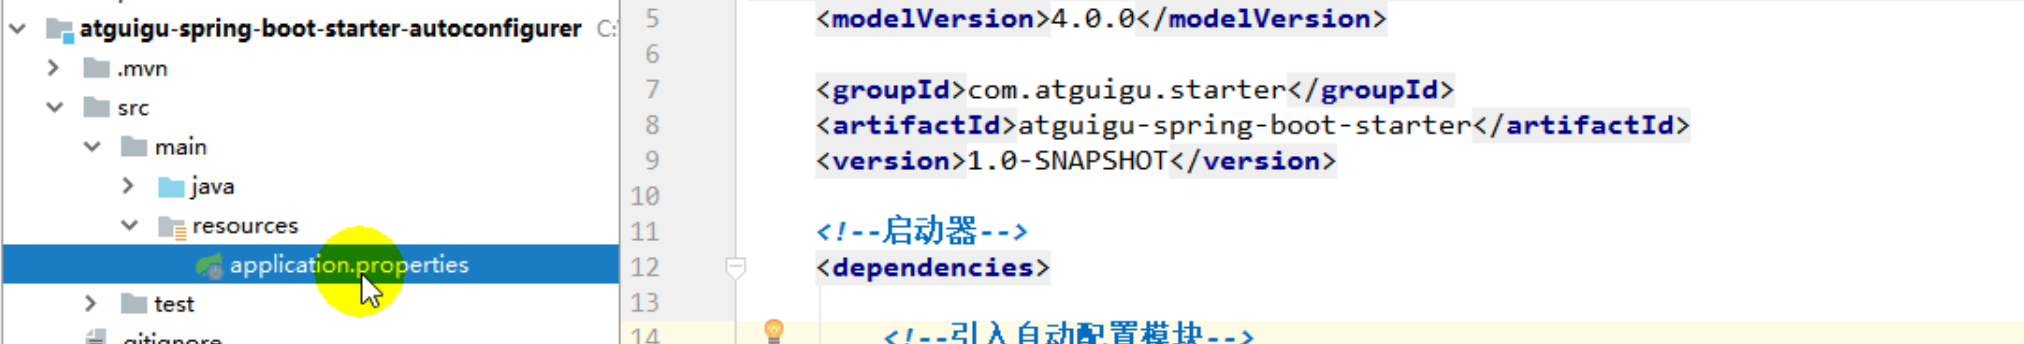 atguigu-spring-boot-starter-autoconfigurer C:
.mvn
src
main
java
resources
application.properties
test
.gitignore
5 <modelVersion>4.0.0</modelVersion>
6
7 <groupId>com.atguigu.starter</groupId>
8 <artifactId>atguigu-spring-boot-starter</artifactId>
9 <version>1.0-SNAPSHOT</version>
10
11 <!--启动器-->
12 <dependencies>
13
14 <!--引入自动配置模块-->